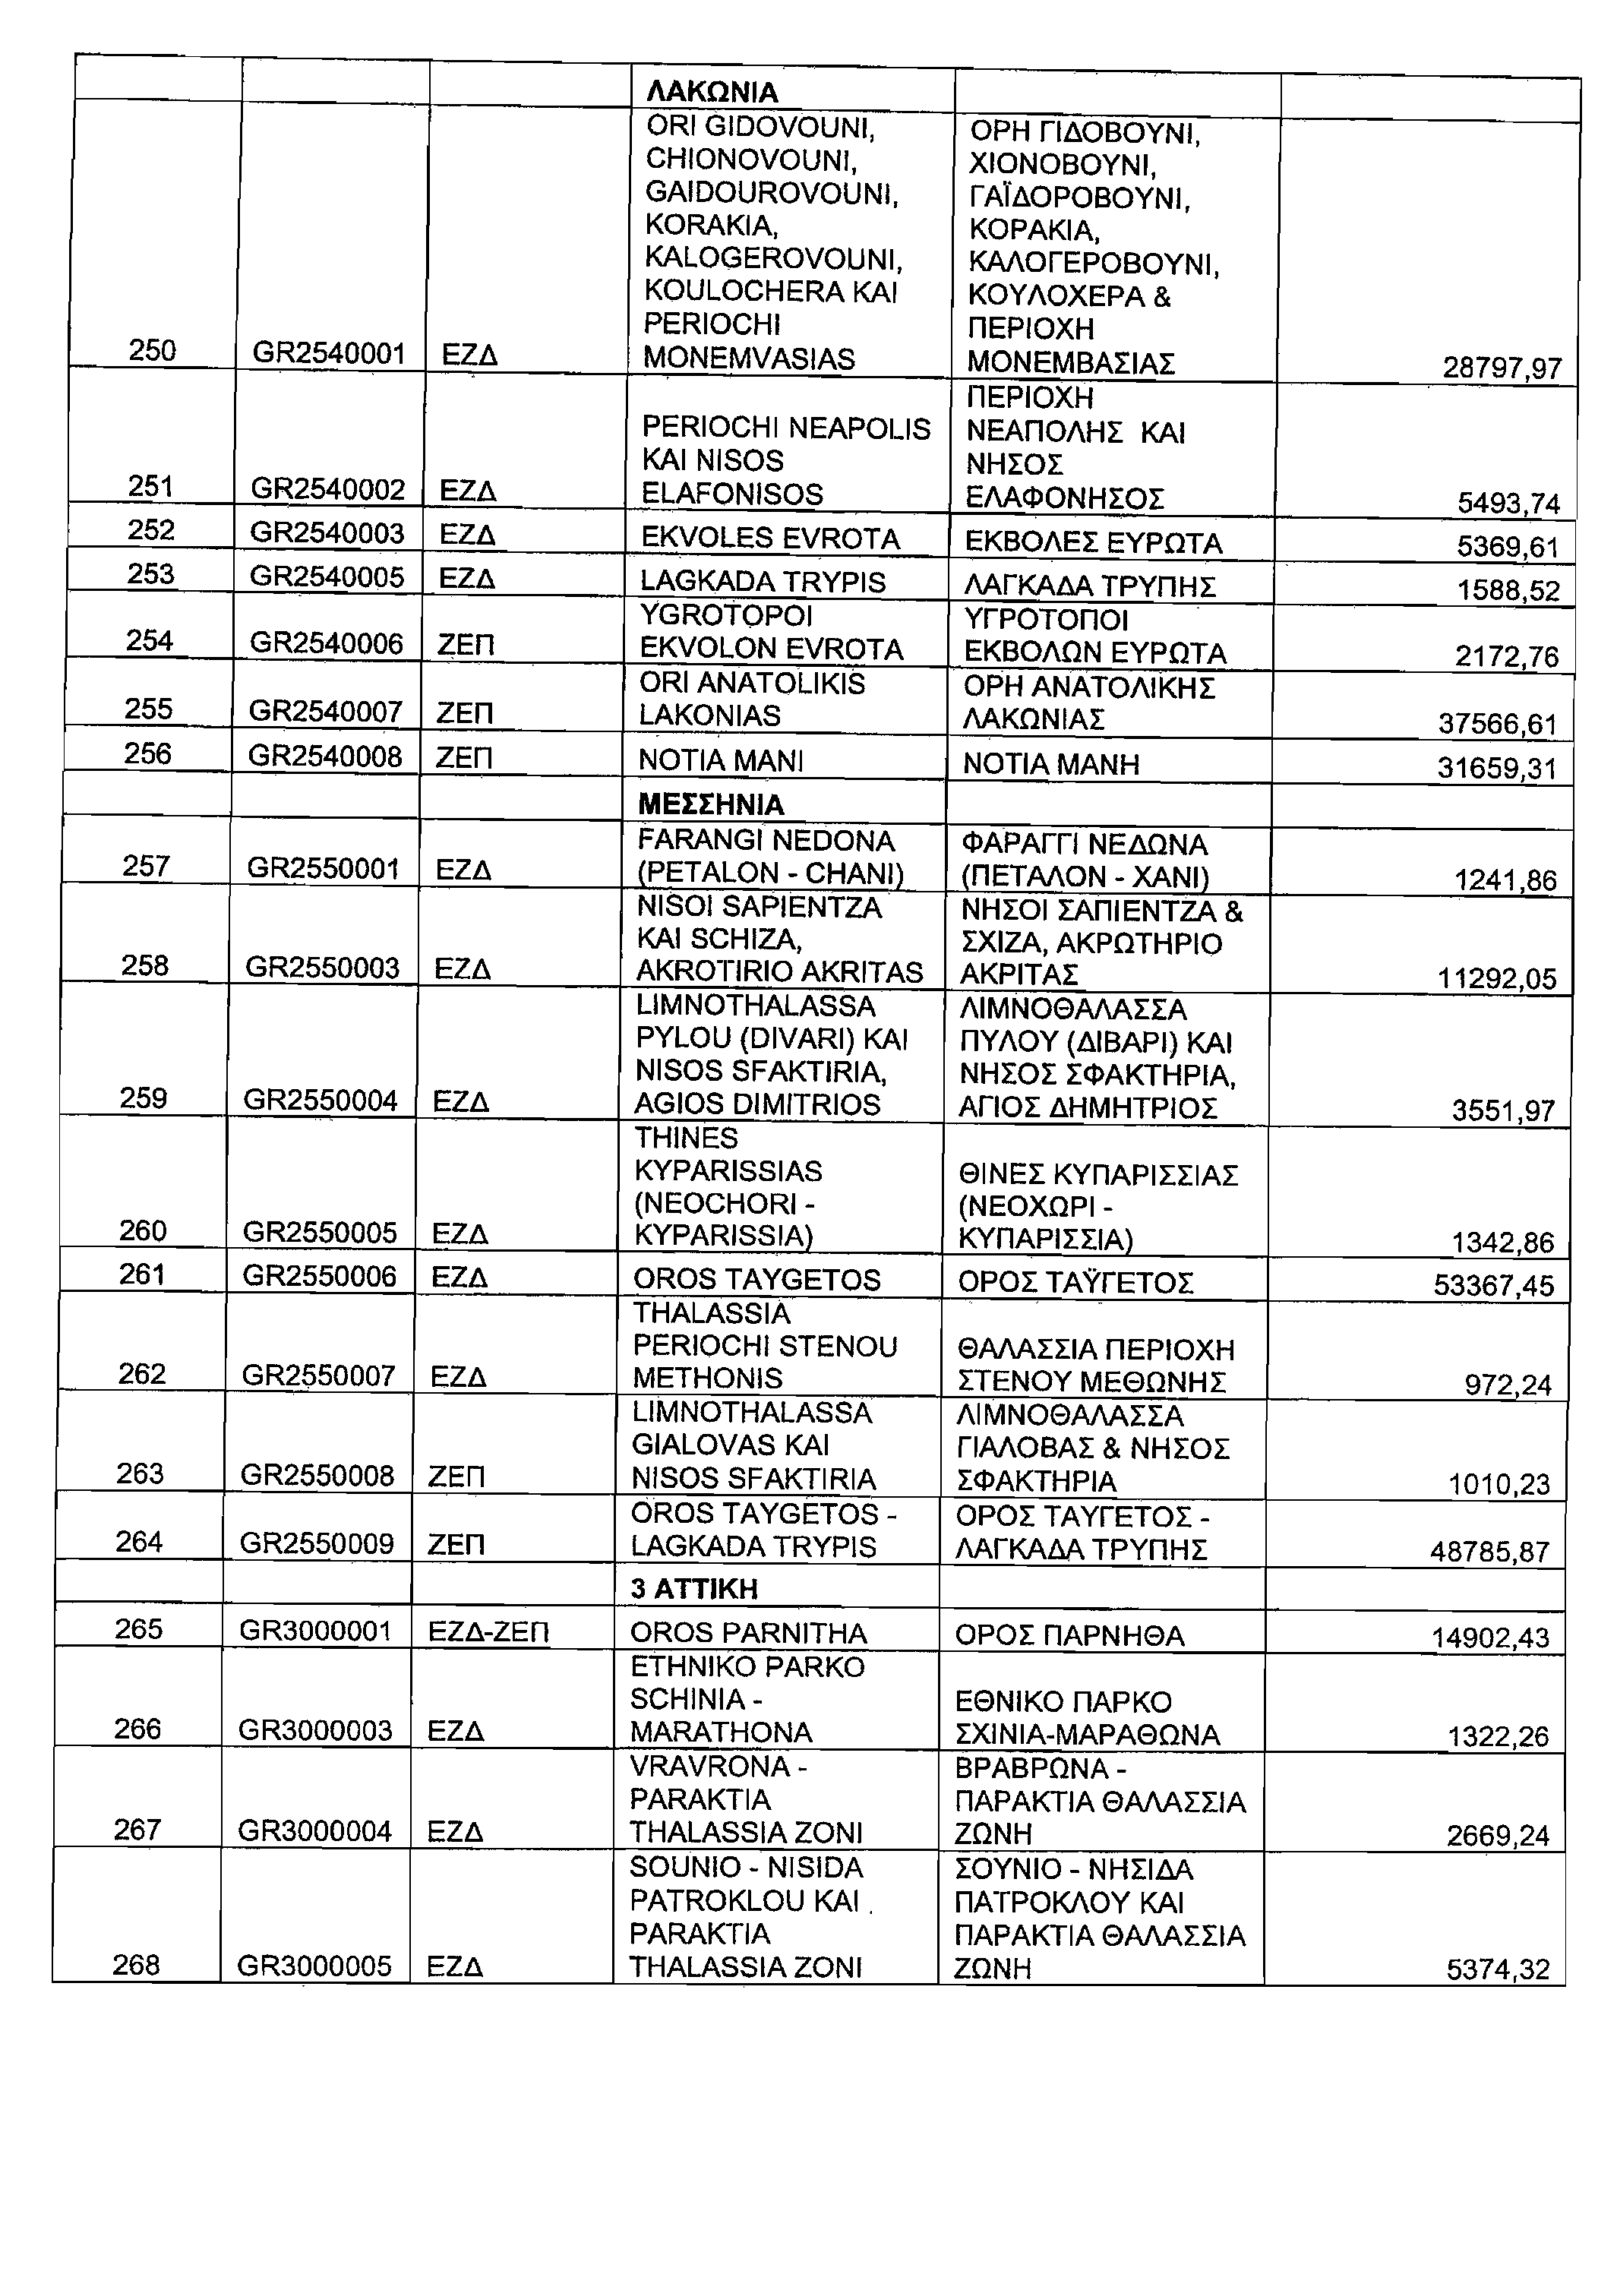 ΛΑΚΩΝΙΑ
ORI GIDOVOUNI,
CHIONOVOUNI,
GAIDOUROVOUNI,
KORAKIA,
KALOGEROVOUNI,
KOULOCHERA KAI
PERIOCHI
MONEMVASIAS
ΟΡΗ ΓΙΔΟΒΟΥΝΙ,
ΧΙΟΝΟΒΟΥΝΙ,
ΓΑΪΔΟΡΟΒΟΥΝΙ,
ΚΟΡΑΚΙΑ,
ΚΑΛΟΓΕΡΟΒΟΥΝΙ,
ΚΟΥΛΟΧΕΡΑ &
ΠΕΡΙΟΧΗ
ΜΟΝΕΜΒΑΣΙΑΣ
250 GR2540001 ΕΖΔ 28797,97
PERIOCHI NEAPOLIS
KAI NISOS
ELAFONISOS
ΠΕΡΙΟΧΗ
ΝΕΑΠΟΛΗΣ ΚΑΙ
ΝΗΣΟΣ
ΕΛΑΦΟΝΗΣΟΣ
251 GR2540002 ΕΖΔ 5493,74
252 GR2540003 ΕΖΔ EKVOLES EVROTA ΕΚΒΟΛΕΣ ΕΥΡΩΤΑ 5369,61
253 GR2540005 ΕΖΔ LAGKADA TRYPIS ΛΑΓΚΑΔΑ ΤΡΥΠΗΣ 1588,52
YGROTOPOI ΥΓΡΟΤΟΠΟΙ
254 GR2540006 ΖΕΠ EKVOLON EVROTA ΕΚΒΟΛΩΝ ΕΥΡΩΤΑ 2172,76
ORI ANATOLIKIS ΟΡΗ ΑΝΑΤΟΛΙΚΗΣ
255 GR2540007 ΖΕΠ LAKONIAS ΛΑΚΩΝΙΑΣ 37566,61
256 GR2540008 ΖΕΠ NOTIA MANI ΝΟΤΙΑ ΜΑΝΗ 31659,31
ΜΕΣΣΗΝΙΑ
FARANGI NEDONA ΦΑΡΑΓΓΙ ΝΕΔΩΝΑ
257 GR2550001 ΕΖΔ (PETALON - CHANI) (ΠΕΤΑΛΟΝ - ΧΑΝΙ) 1241,86
NISOI SAPIENTZA ΝΗΣΟΙ ΣΑΠΙΕΝΤΖΑ &
KAI SCHIZA, ΣΧΙΖΑ, ΑΚΡΩΤΗΡΙΟ
258 GR2550003 ΕΖΔ AKROTIRIO AKRITAS ΑΚΡΙΤΑΣ 11292,05
LIMNOTHALASSA ΛΙΜΝΟΘΑΛΑΣΣΑ
PYLOU (DIVARI) KAI ΠΥΛΟΥ (ΔΙΒΑΡΙ) ΚΑΙ
NISOS SFAKTIRIA, ΝΗΣΟΣ ΣΦΑΚΤΗΡΙΑ,
259 GR2550004 ΕΖΔ AGIOS DIMITRIOS ΑΓΙΟΣ ΔΗΜΗΤΡΙΟΣ 3551,97
THINES
KYPARISSIAS ΘΙΝΕΣ ΚΥΠΑΡΙΣΣΙΑΣ
(NEOCHORI - (ΝΕΟΧΩΡΙ -
260 GR2550005 ΕΖΔ KYPARISSIA) ΚΥΠΑΡΙΣΣΙΑ) 1342,86
261 GR2550006 ΕΖΔ OROS TAYGETOS ΟΡΟΣ ΤΑΫΓΕΤΟΣ 53367,45
THALASSIA
PERIOCHI STENOU ΘΑΛΑΣΣΙΑ ΠΕΡΙΟΧΗ
262 GR2550007 ΕΖΔ METHONIS ΣΤΕΝΟΥ ΜΕΘΩΝΗΣ 972,24
LIMNOTHALASSA ΛΙΜΝΟΘΑΛΑΣΣΑ
GIALOVAS KAI ΓΙΑΛΟΒΑΣ & ΝΗΣΟΣ
263 GR2550008 ΖΕΠ NISOS SFAKTIRIA ΣΦΑΚΤΗΡΙΑ 1010,23
OROS TAYGETOS - ΟΡΟΣ ΤΑΥΓΕΤΟΣ -
264 GR2550009 ΖΕΠ LAGKADA TRYPIS ΛΑΓΚΑΔΑ ΤΡΥΠΗΣ 48785,87
3 ΑΤΤΙΚΗ
265 GR3000001 ΕΖΔ-ΖΕΠ OROS PARNITHA ΟΡΟΣ ΠΑΡΝΗΘΑ 14902,43
ETHNIKO PARKO
SCHINIA - ΕΘΝΙΚΟ ΠΑΡΚΟ
266 GR3000003 ΕΖΔ MARATHONA ΣΧΙΝΙΑ-ΜΑΡΑΘΩΝΑ 1322,26
VRAVRONA - ΒΡΑΒΡΩΝΑ -
PARAKTIA ΠΑΡΑΚΤΙΑ ΘΑΛΑΣΣΙΑ
267 GR3000004 ΕΖΔ THALASSIA ZONI ΖΩΝΗ 2669,24
SOUNIO - NISIDA ΣΟΥΝΙΟ - ΝΗΣΙΔΑ
PATROKLOU KAI ΠΑΤΡΟΚΛΟΥ ΚΑΙ
PARAKTIA ΠΑΡΑΚΤΙΑ ΘΑΛΑΣΣΙΑ
268 GR3000005 ΕΖΔ THALASSIA ZONI ΖΩΝΗ 5374,32